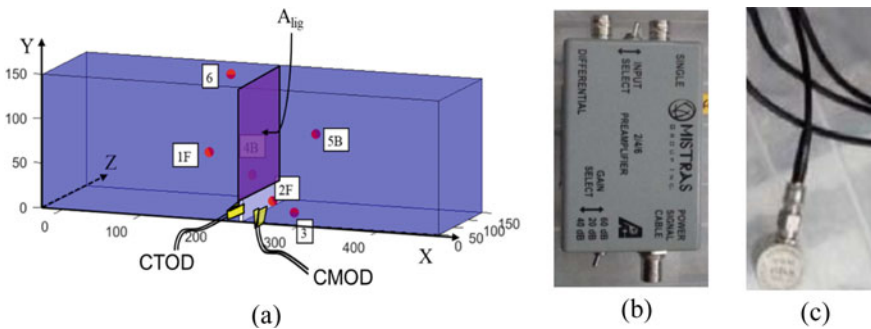 A_lig
Y
150
100
50
0
Z
6
1F
4B
5B
2F
3
0
100
200
300
400
X
0
50
100
150
CTOD
CMOD
(a)
SINGLE
INPUT
SELECT
DIFFERENTIAL
MISTRAS
GROUP INC.
2/4/6
PREAMPLIFIER
GAIN
SELECT
60 dB
20 dB
40 dB
POWER
SIGNAL
CABLE
(b)
(c)